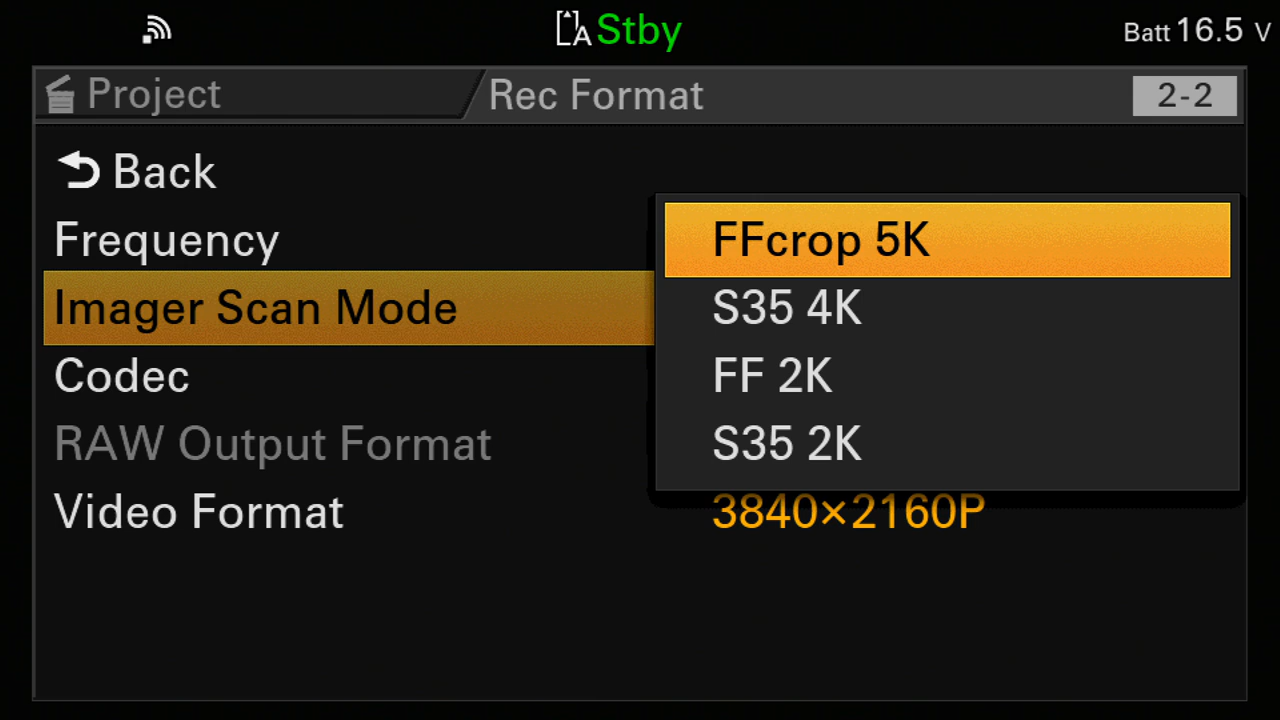 A Stby
Batt 16.5 V
Project
Rec Format
2-2
Back
Frequency
FFcrop 5K
Imager Scan Mode
S35 4K
Codec
FF 2K
RAW Output Format
S35 2K
Video Format
3840×2160P